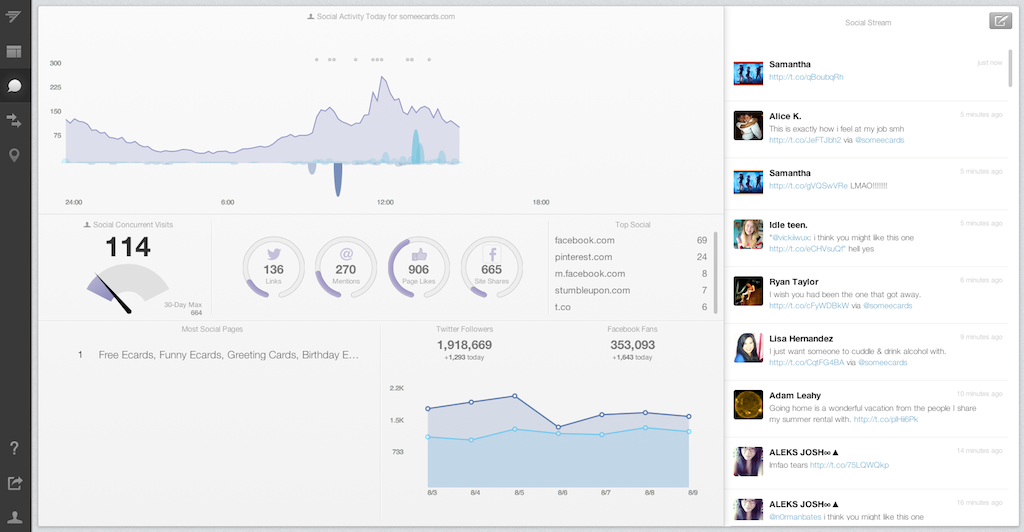 Social Activity Today for someecards.com
300
225
150
75
24:00 6:00 12:00 18:00
Social Concurrent Visits
114
30-Day Max
664
136
Links
270
Mentions
906
Page Likes
665
Site Shares
Top Social
facebook.com 69
pinterest.com 24
m.facebook.com 8
stumbleupon.com 7
t.co 6
Most Social Pages
1 Free Ecards, Funny Ecards, Greeting Cards, Birthday E...
Twitter Followers
1,918,669
+1,293 today
Facebook Fans
353,093
+1,643 today
2.2K
1.5K
733
8/3 8/4 8/5 8/6 8/7 8/8 8/9
Social Stream
Samantha just now
http://t.co/qBoubqRh
Alice K. 5 minutes ago
This is exactly how i feel at my job smh
http://t.co/JeFTJbh2 via @someecards
Samantha 5 minutes ago
http://t.co/gVQSwVRe LMAO!!!!!!!!
Idle teen. 5 minutes ago
"@vickiiwux: i think you might like this one
http://t.co/eCHVsuQf" hell yes
Ryan Taylor 6 minutes ago
I wish you had been the one that got away.
http://t.co/cFyWDBkW via @someecards
Lisa Hernandez 9 minutes ago
I just want someone to cuddle & drink alcohol with.
http://t.co/CqtFG4BA via @someecards
Adam Leahy 10 minutes ago
Going home is a wonderful vacation from the people I share
my summer rental with. http://t.co/plHii6Pk
ALEKS JOSH∞▲ 14 minutes ago
lmfao tears http://t.co/75LQWQkp
ALEKS JOSH∞▲ 16 minutes ago
@n0rmanbates i think you might like this one
?